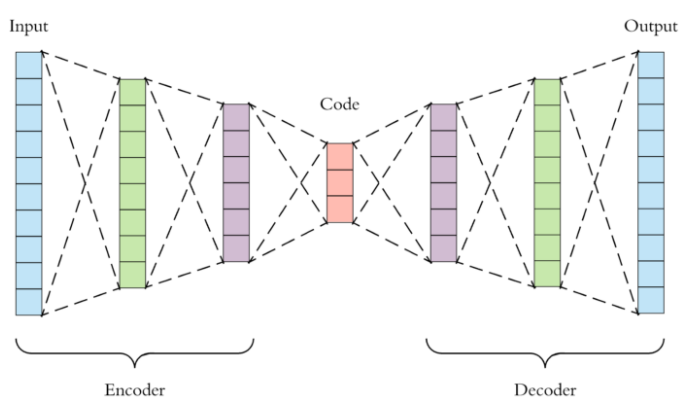 Input
Output
Code
Encoder
Decoder